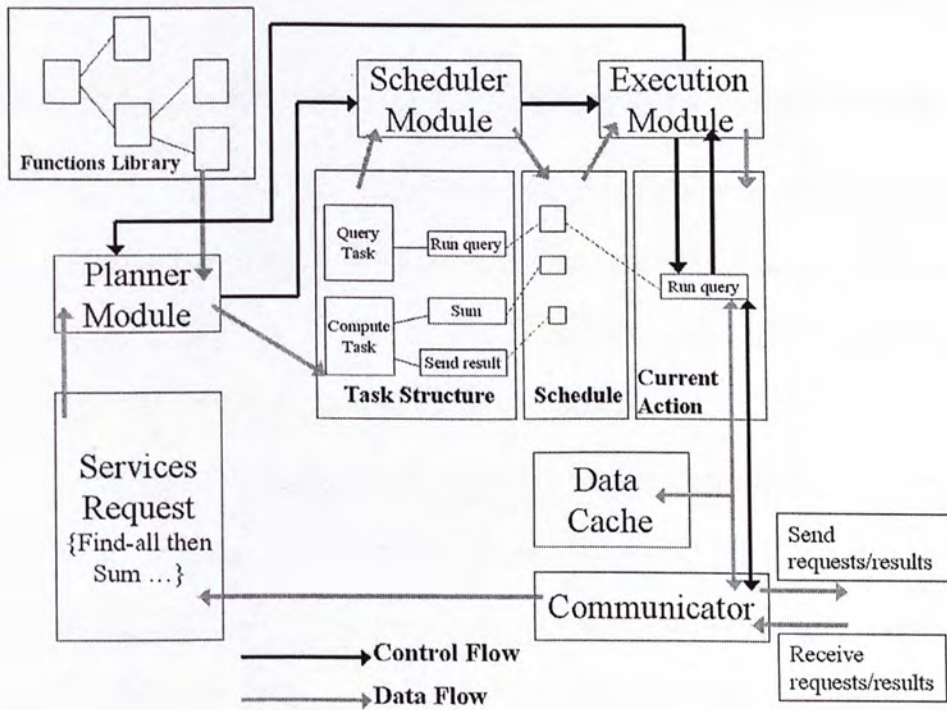 Functions Library
Scheduler
Module
Execution
Module
Planner
Module
Query
Task
Run query
Compute
Task
Sum
Send result
Task Structure
Schedule
Run query
Current
Action
Services
Request
{Find-all then
Sum ...}
Data
Cache
Communicator
Send
requests/results
Receive
requests/results
Control Flow
Data Flow